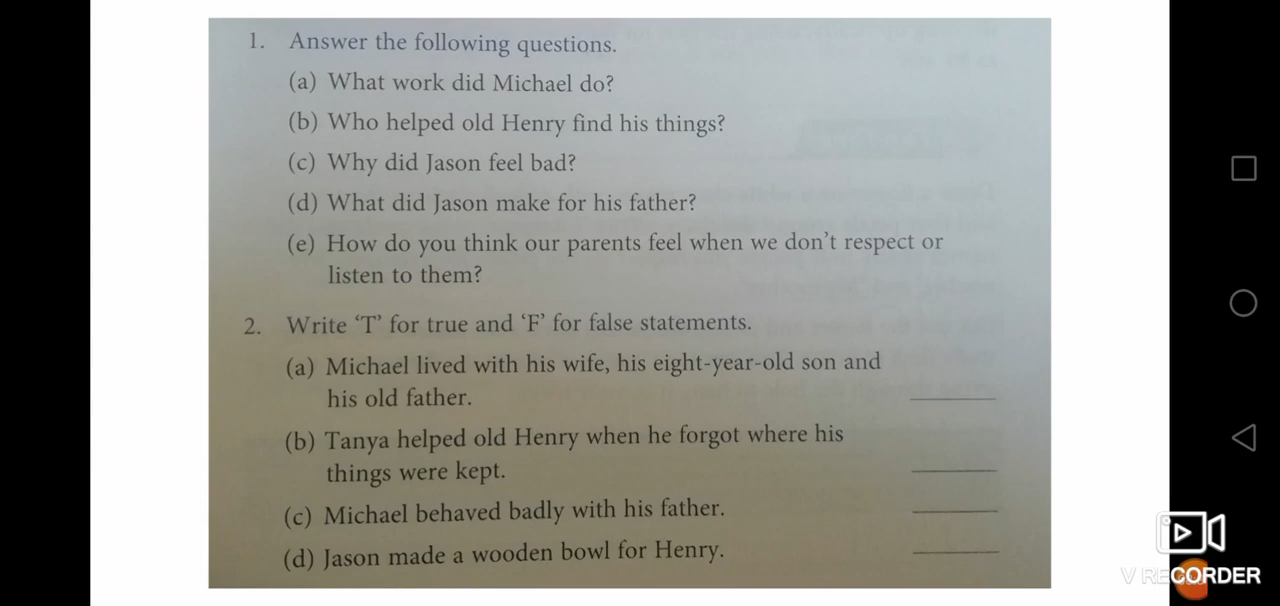 1. Answer the following questions.
(a) What work did Michael do?
(b) Who helped old Henry find his things?
(c) Why did Jason feel bad?
(d) What did Jason make for his father?
(e) How do you think our parents feel when we don't respect or
listen to them?
2. Write 'T' for true and 'F' for false statements.
(a) Michael lived with his wife, his eight-year-old son and
his old father. ________
(b) Tanya helped old Henry when he forgot where his
things were kept. ________
(c) Michael behaved badly with his father. ________
(d) Jason made a wooden bowl for Henry. ________
V RECORDER